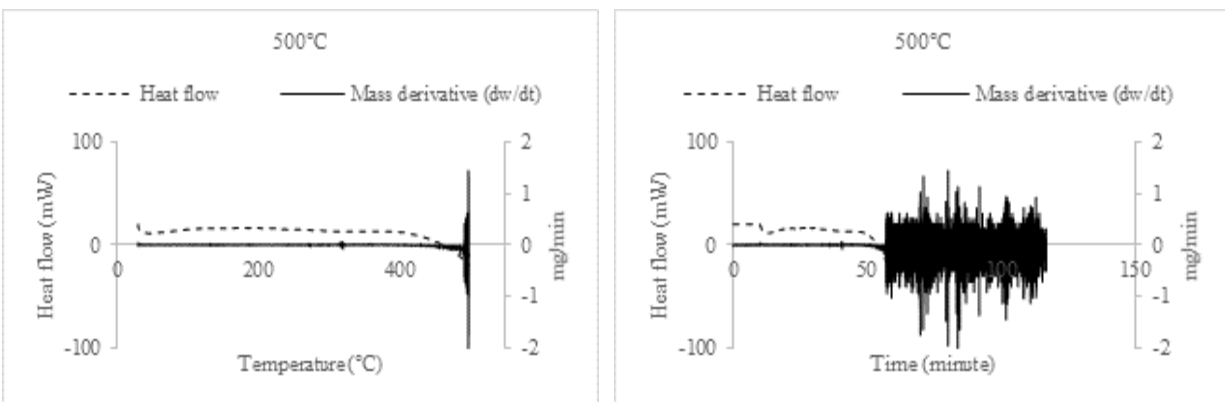 500°C
Heat flow
Mass derivative (dw/dt)
100
0
-100
Heat flow (mW)
2
1
0
-1
-2
mg/min
0
200
400
Temperature (°C)
500°C
Heat flow
Mass derivative (dw/dt)
100
0
-100
Heat flow (mW)
2
1
0
-1
-2
mg/min
0
50
100
150
Time (minute)